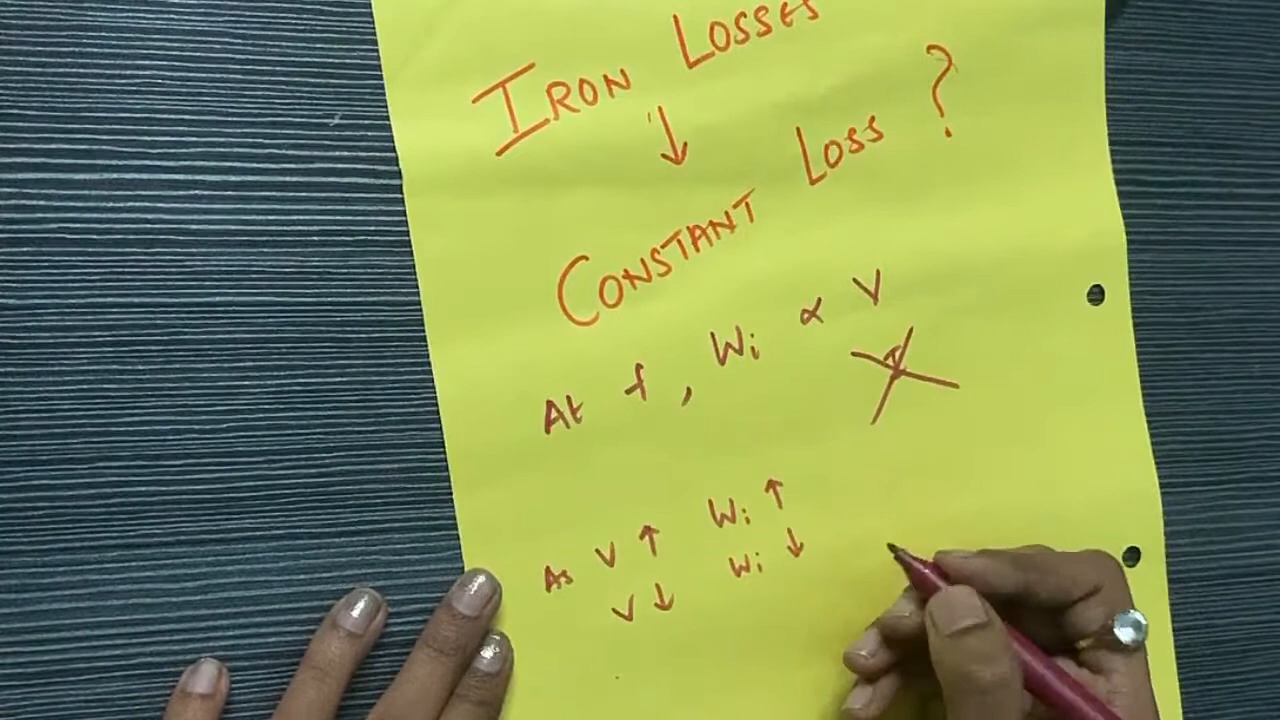 IRON LOSSES
↓
CONSTANT LOSS ?
At f, Wi ∝ V
I
As V ↑ Wi ↑
V ↓ Wi ↓